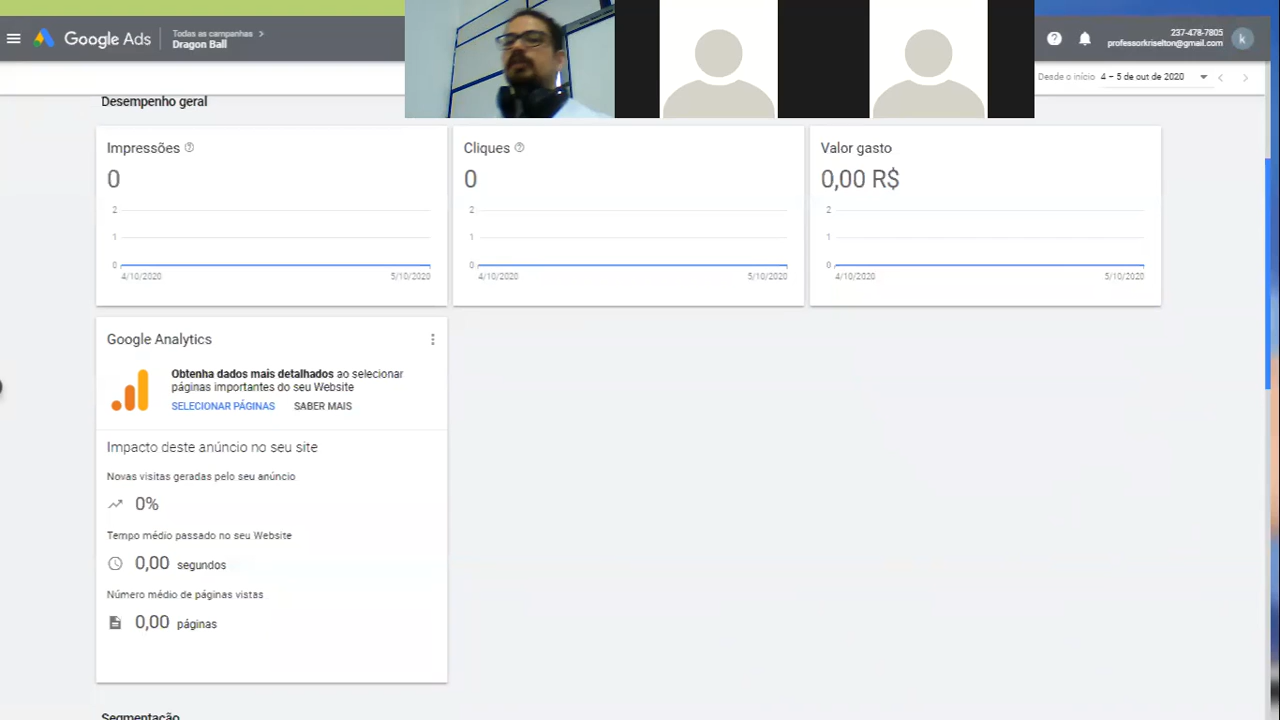 Google Ads
Todas as campanhas
Dragon Ball
237-478-7805
professorkriselton@gmail.com
k
Desde o início 4 – 5 de out de 2020
Desempenho geral
Impressões
0
2
1
0
4/10/2020 5/10/2020
Cliques
0
2
1
0
4/10/2020 5/10/2020
Valor gasto
0,00 R$
2
1
0
4/10/2020 5/10/2020
Google Analytics
Obtenha dados mais detalhados ao selecionar
páginas importantes do seu Website
SELECIONAR PÁGINAS SABER MAIS
Impacto deste anúncio no seu site
Novas visitas geradas pelo seu anúncio
0%
Tempo médio passado no seu Website
0,00 segundos
Número médio de páginas vistas
0,00 páginas
Segmentação